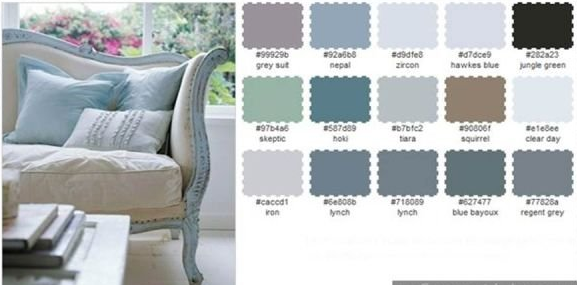 #99929b #92a6b8 #d9dfe8 #d7dce9 #282a23
grey suit nepal zircon hawkes blue jungle green
#97b4a6 #587d89 #b7bfc2 #90806f #e1e8ee
skeptic hoki tiara squirrel clear day
#caccd1 #6e808b #718089 #627477 #77828a
iron lynch lynch blue bayoux regent grey